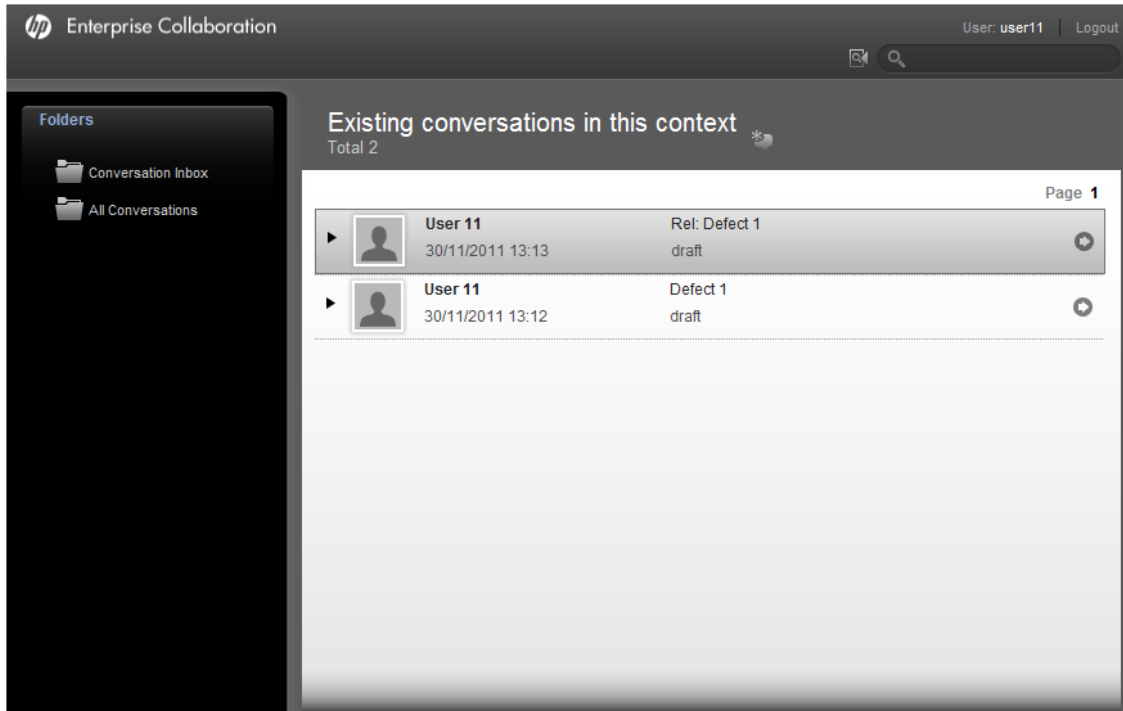 hp Enterprise Collaboration
User: user11 Logout
Folders
Conversation Inbox
All Conversations
Existing conversations in this context
Total 2
Page 1
User 11 Rel: Defect 1
30/11/2011 13:13 draft
User 11 Defect 1
30/11/2011 13:12 draft